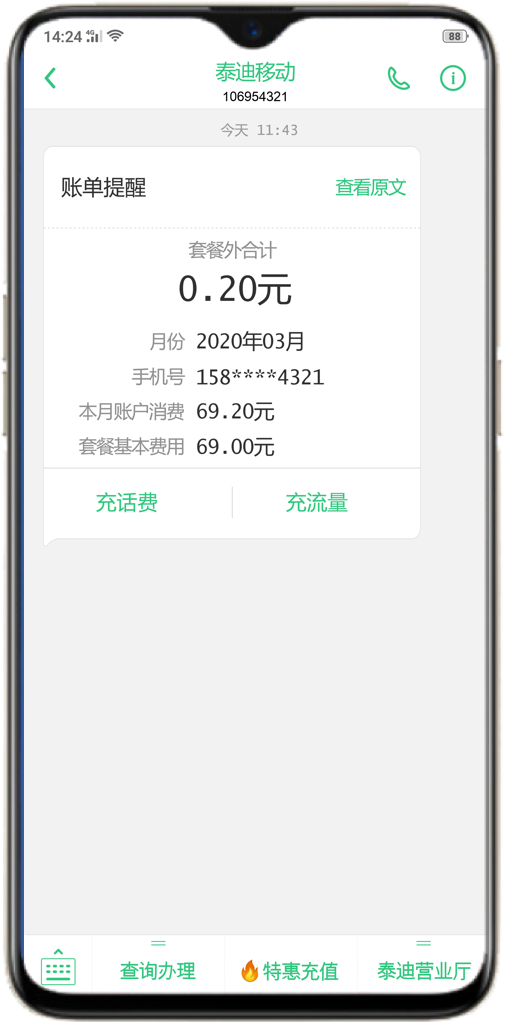 14:24 4G 88
泰迪移动
106954321
今天 11:43
账单提醒 查看原文
套餐外合计
0.20元
月份 2020年03月
手机号 158****4321
本月账户消费 69.20元
套餐基本费用 69.00元
充话费 充流量
查询办理 特惠充值 泰迪营业厅